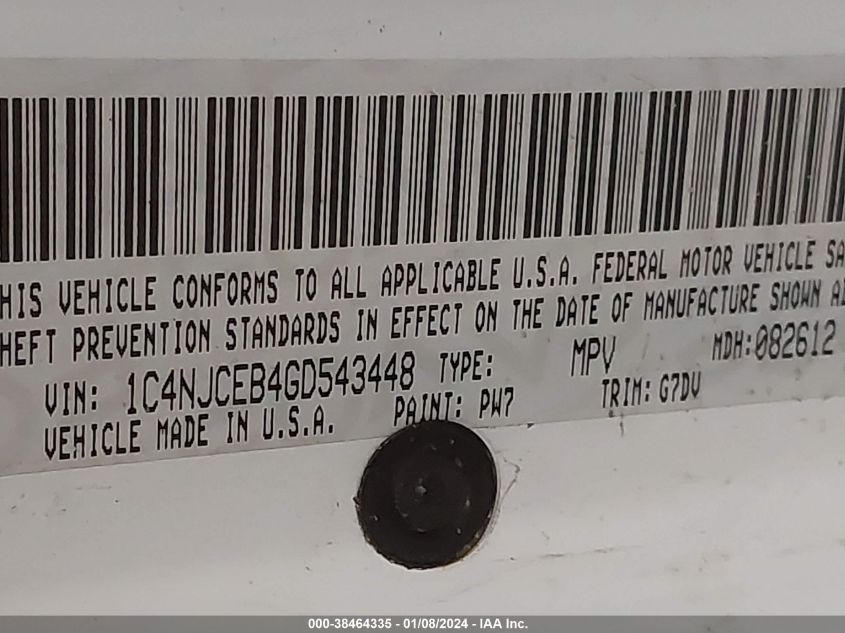 HIS VEHICLE CONFORMS TO ALL APPLICABLE U.S.A. FEDERAL MOTOR VEHICLE SA
HEFT PREVENTION STANDARDS IN EFFECT ON THE DATE OF MANUFACTURE SHOWN A
VIN: 1C4NJCEB4GD543448 TYPE: MPV MDH:082612
VEHICLE MADE IN U.S.A. PAINT: PW7 TRIM: G7DV
000-38464335 - 01/08/2024 - IAA Inc.